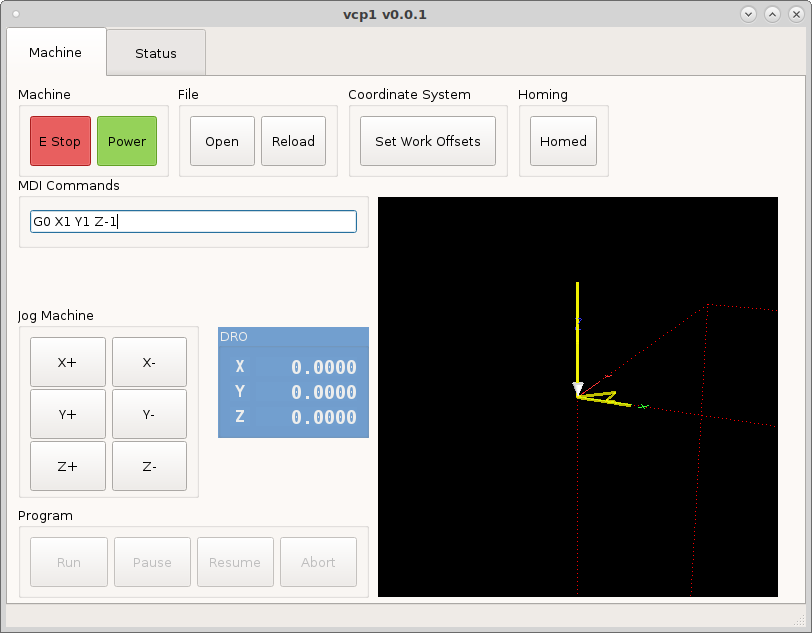 vcp1 v0.0.1
Machine Status
Machine File Coordinate System Homing
E Stop Power Open Reload Set Work Offsets Homed
MDI Commands
G0 X1 Y1 Z-1
Jog Machine
DRO
X+ X-
X 0.0000
Y 0.0000
Z 0.0000
Y+ Y-
Z+ Z-
Program
Run Pause Resume Abort